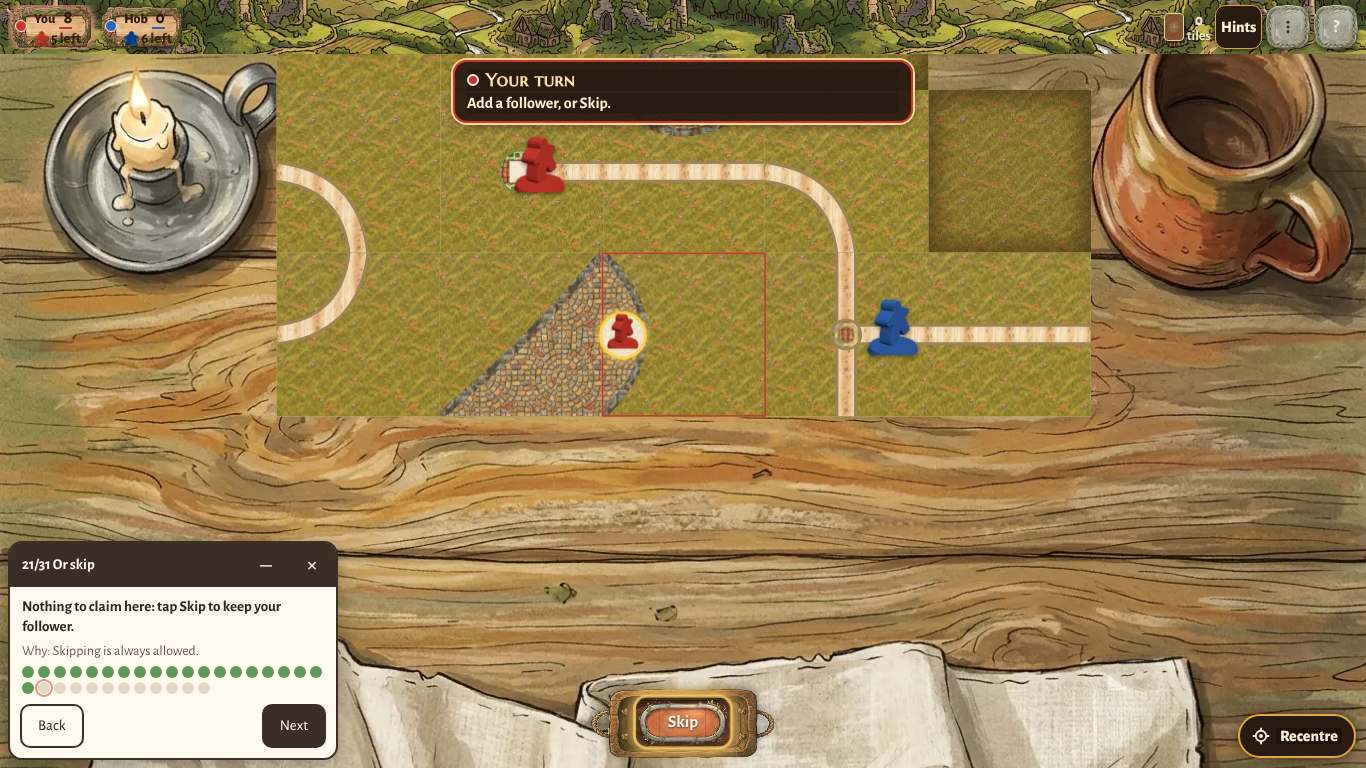 You 8
5 left
Hob 0
6 left
0
tiles
Hints
?
Your turn
Add a follower, or Skip.
21/31 Or skip
Nothing to claim here: tap Skip to keep your
follower.
Why: Skipping is always allowed.
Back
Next
Skip
Recentre